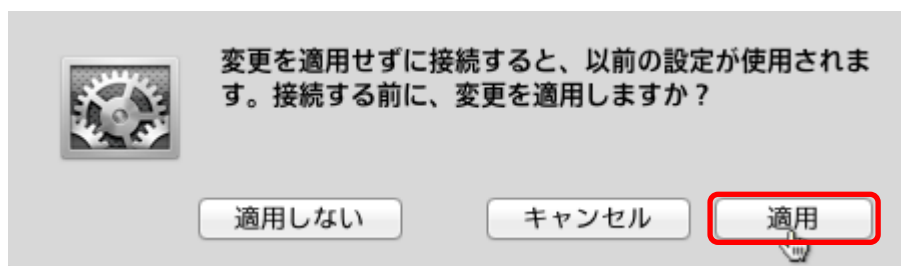 変更を適用せずに接続すると、以前の設定が使用されま
す。接続する前に、変更を適用しますか？
適用しない キャンセル 適用